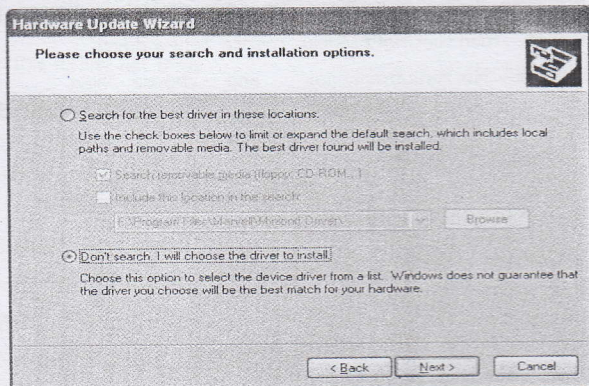 Hardware Update Wizard
Please choose your search and installation options.
Search for the best driver in these locations.
Use the check boxes below to limit or expand the default search, which includes local
paths and removable media. The best driver found will be installed.
Search removable media (floppy, CD-ROM...)
Include this location in the search:
Browse
Don't search. I will choose the driver to install.
Choose this option to select the device driver from a list. Windows does not guarantee that
the driver you choose will be the best match for your hardware.
< Back
Next >
Cancel